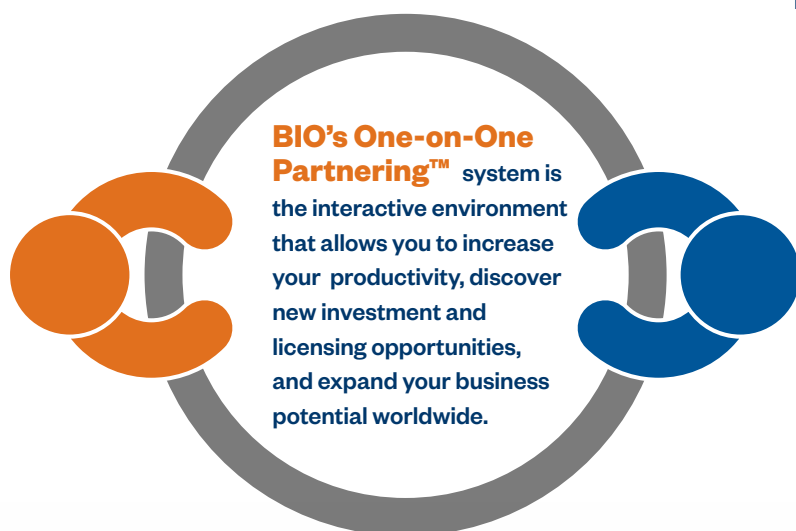 BIO’s One-on-One
Partnering™ system is
the interactive environment
that allows you to increase
your productivity, discover
new investment and
licensing opportunities,
and expand your business
potential worldwide.